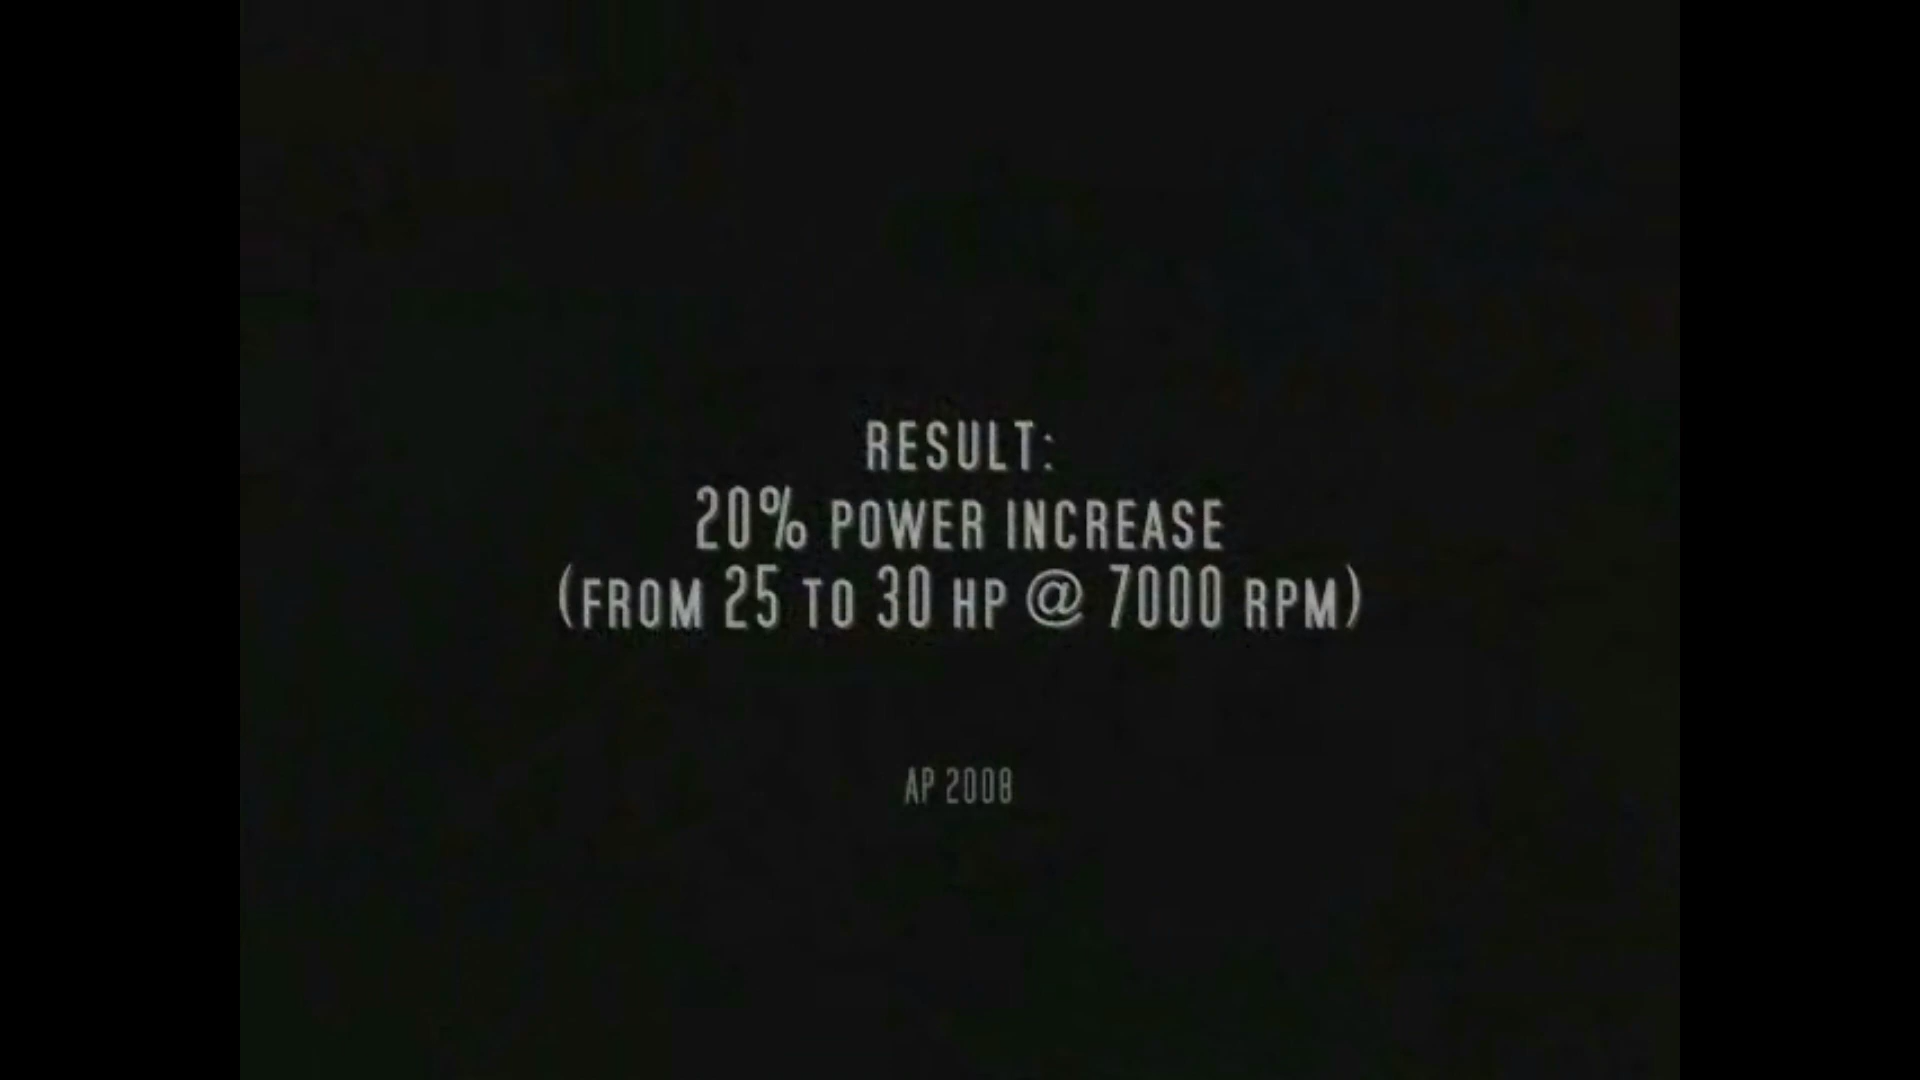 RESULT:
20% POWER INCREASE
(FROM 25 TO 30 HP @ 7000 RPM)
AP 2008